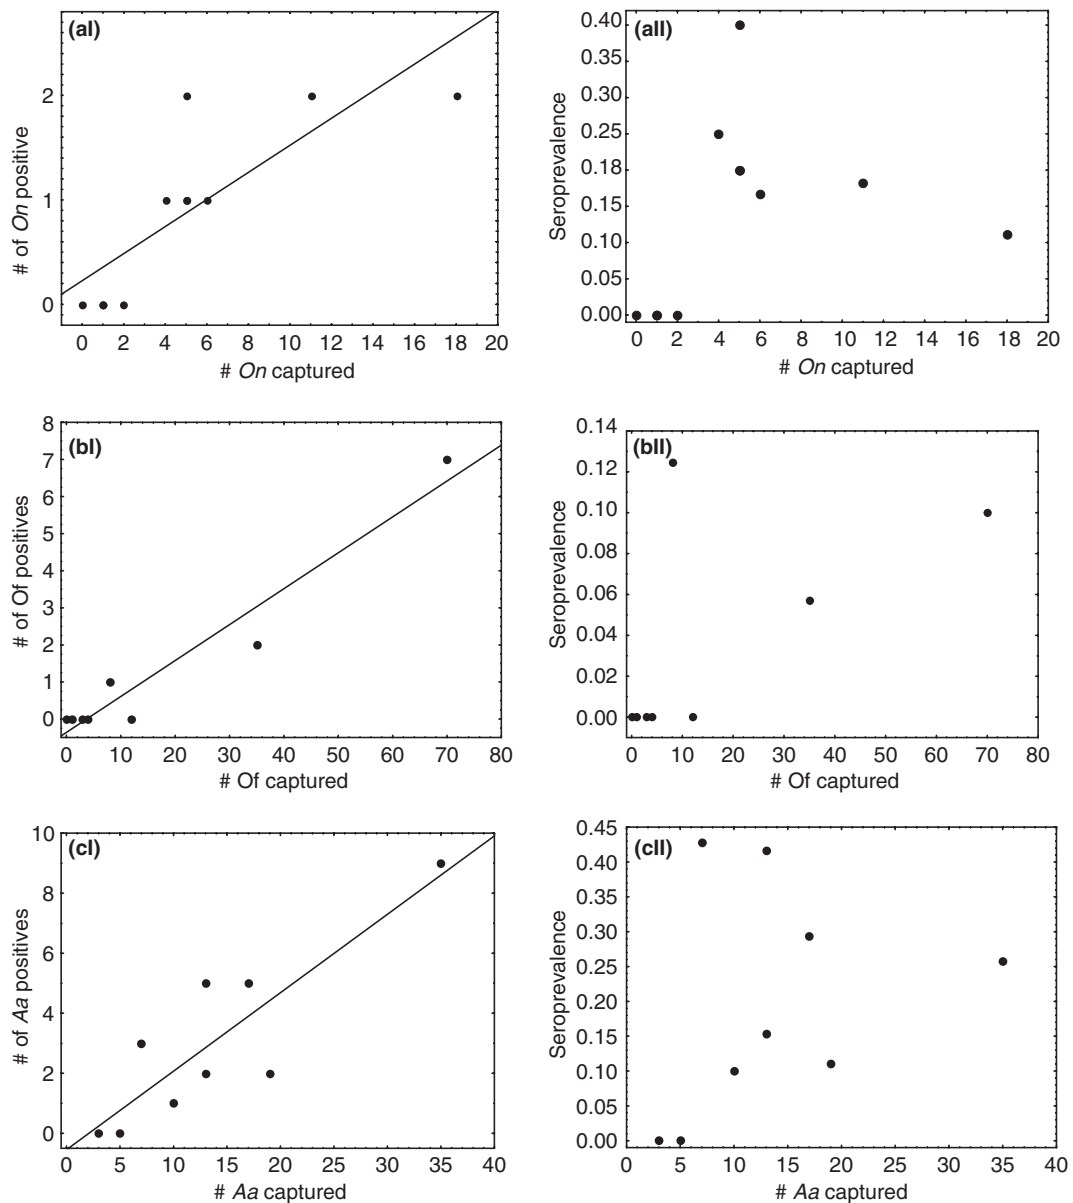 (aI)
2
1
0
# of On positive
0 2 4 6 8 10 12 14 16 18 20
# On captured
(aII)
0.40
0.35
0.30
0.25
0.18
0.15
0.10
0.05
0.00
Seroprevalence
0 2 4 6 8 10 12 14 16 18 20
# On captured
(bI)
8
7
6
5
4
3
2
1
0
# of Of positives
0 10 20 30 40 50 60 70 80
# Of captured
(bII)
0.14
0.12
0.10
0.08
0.06
0.04
0.02
0.00
Seroprevalence
0 10 20 30 40 50 60 70 80
# Of captured
(cI)
10
8
6
4
2
0
# of Aa positives
0 5 10 15 20 25 30 35 40
# Aa captured
(cII)
0.45
0.40
0.35
0.30
0.25
0.20
0.15
0.10
0.05
0.00
Seroprevalence
0 5 10 15 20 25 30 35 40
# Aa captured